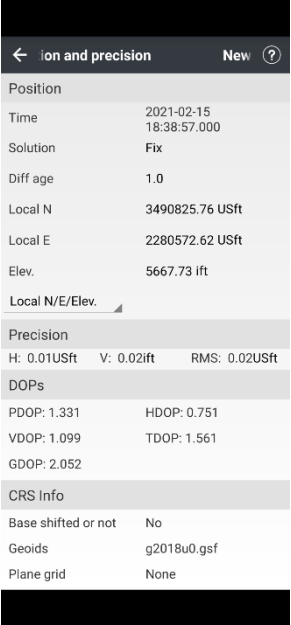 ion and precision New ?
Position
Time 2021-02-15
18:38:57.000
Solution Fix
Diff age 1.0
Local N 3490825.76 USft
Local E 2280572.62 USft
Elev. 5667.73 ift
Local N/E/Elev.
Precision
H: 0.01USft V: 0.02ift RMS: 0.02USft
DOPs
PDOP: 1.331 HDOP: 0.751
VDOP: 1.099 TDOP: 1.561
GDOP: 2.052
CRS Info
Base shifted or not No
Geoids g2018u0.gsf
Plane grid None